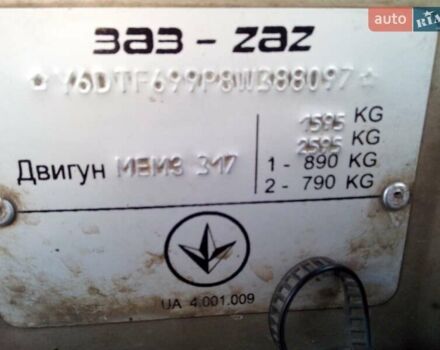 auto RIA
ЗАЗ - ZAZ
* Y6DTF699P8W388097 *
1595 KG
2595 KG
Двигун МЕМЗ 317 1 - 890 KG
2 - 790 KG
UA 4.001.009